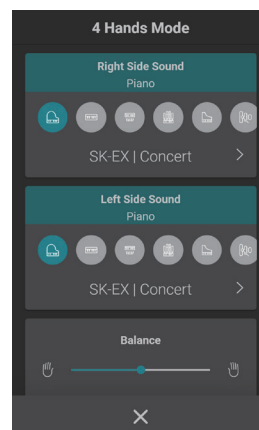 4 Hands Mode
Right Side Sound
Piano
SK-EX | Concert
Left Side Sound
Piano
SK-EX | Concert
Balance